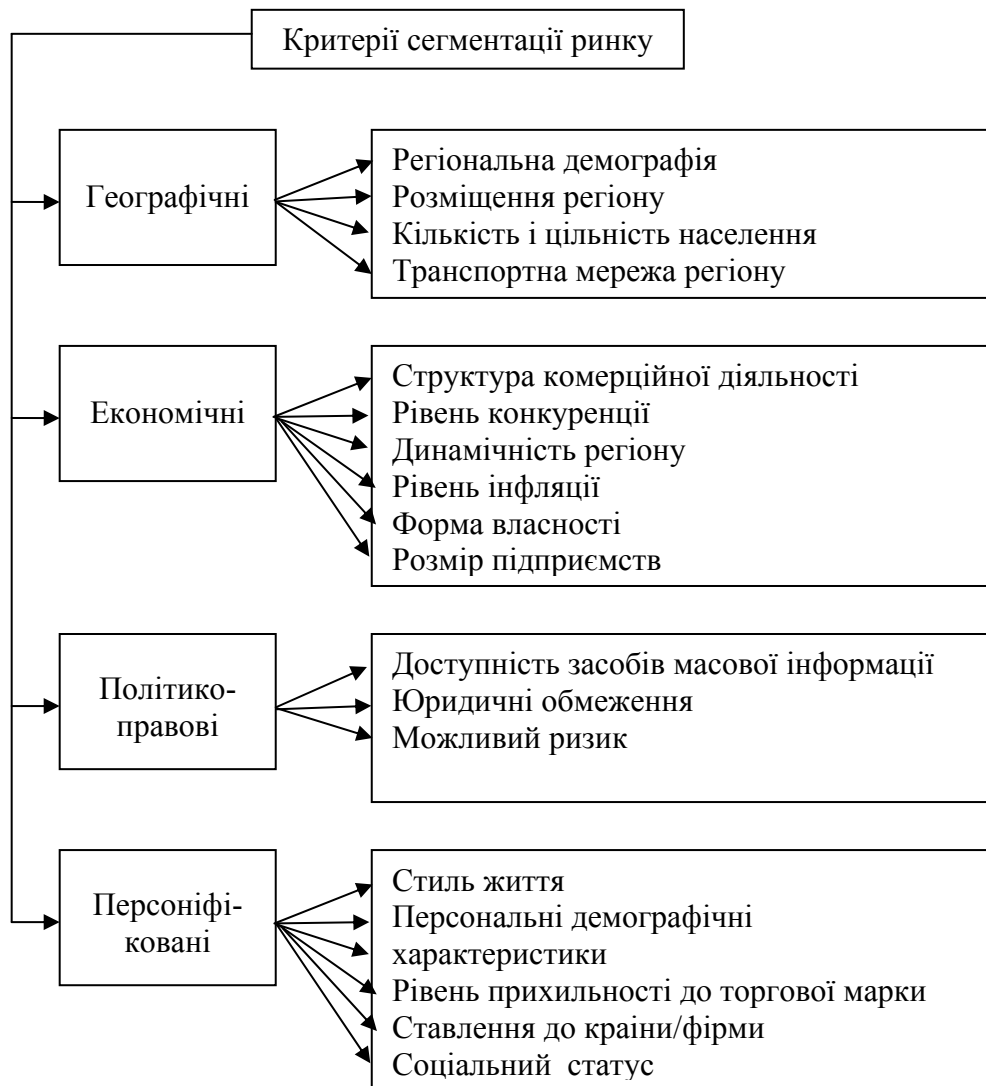 Критерії сегментації ринку
Географічні
Регіональна демографія
Розміщення регіону
Кількість і цільність населення
Транспортна мережа регіону
Економічні
Структура комерційної діяльності
Рівень конкуренції
Динамічність регіону
Рівень інфляції
Форма власності
Розмір підприємств
Політико-
правові
Доступність засобів масової інформації
Юридичні обмеження
Можливий ризик
Персоніфі-
ковані
Стиль життя
Персональні демографічні
характеристики
Рівень прихильності до торгової марки
Ставлення до країни/фірми
Соціальний статус